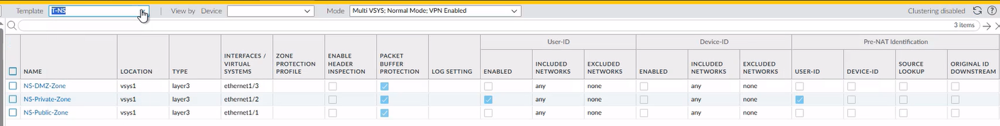 Template T-NS View by Device Mode Multi VSYS; Normal Mode; VPN Enabled Clustering disabled
3 items
User-ID Device-ID Pre-NAT Identification
NAME LOCATION TYPE INTERFACES / VIRTUAL SYSTEMS ZONE PROTECTION PROFILE ENABLE HEADER INSPECTION PACKET BUFFER PROTECTION LOG SETTING ENABLED INCLUDED NETWORKS EXCLUDED NETWORKS ENABLED INCLUDED NETWORKS EXCLUDED NETWORKS USER-ID DEVICE-ID SOURCE LOOKUP ORIGINAL ID DOWNSTREAM
NS-DMZ-Zone vsys1 layer3 ethernet1/3 any none any none
NS-Private-Zone vsys1 layer3 ethernet1/2 any none any none
NS-Public-Zone vsys1 layer3 ethernet1/1 any none any none